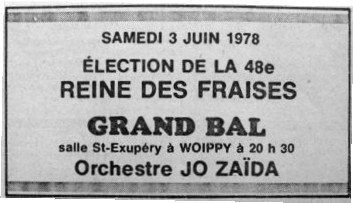 SAMEDI 3 JUIN 1978
ÉLECTION DE LA 48e
REINE DES FRAISES
GRAND BAL
salle St-Exupéry à WOIPPY à 20 h 30
Orchestre JO ZAÏDA